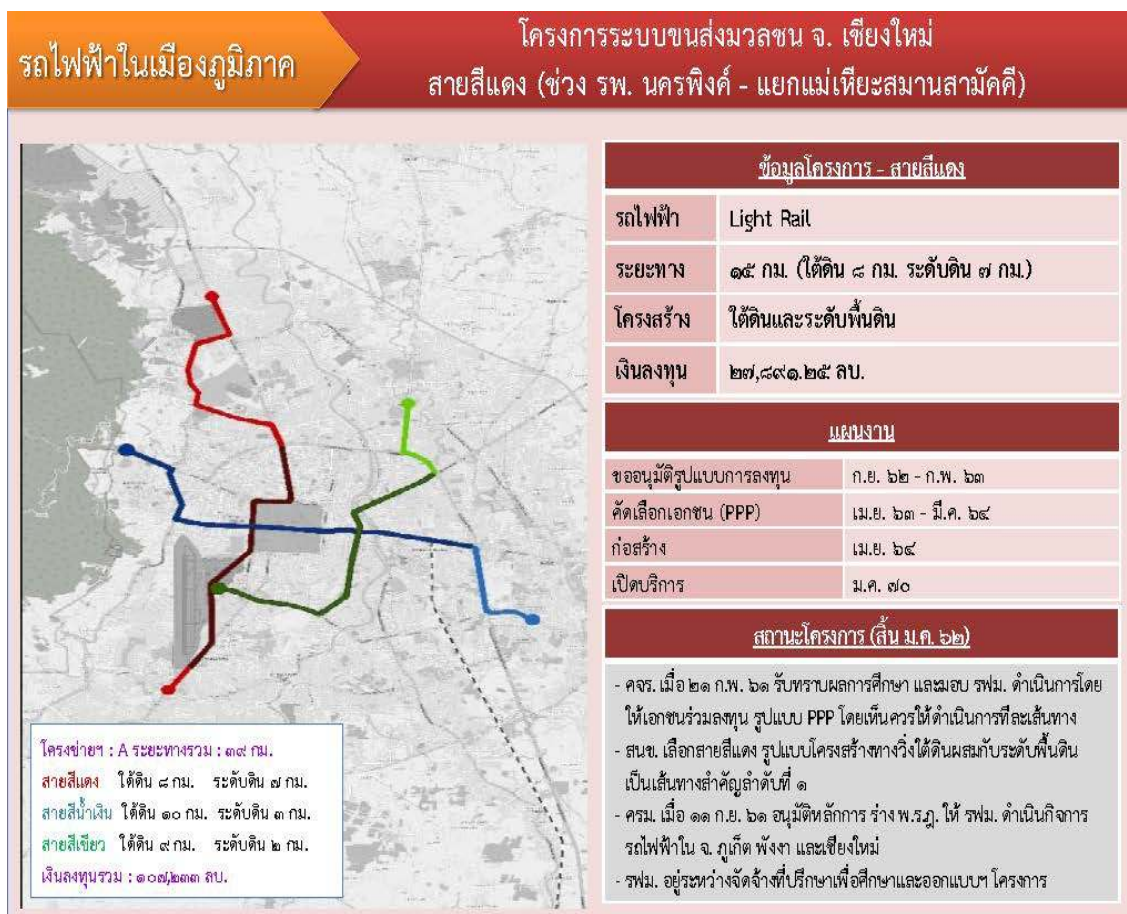 รถไฟฟ้าในเมืองภูมิภาค
โครงการระบบขนส่งมวลชน จ. เชียงใหม่
สายสีแดง (ช่วง รพ. นครพิงค์ - แยกแม่เหียะสมานสามัคคี)
ข้อมูลโครงการ - สายสีแดง
รถไฟฟ้า Light Rail
ระยะทาง ๑๕ กม. (ใต้ดิน ๘ กม. ระดับดิน ๗ กม.)
โครงสร้าง ใต้ดินและระดับพื้นดิน
เงินลงทุน ๒๗,๘๙๑.๒๕ ลบ.
แผนงาน
ขออนุมัติรูปแบบการลงทุน ก.ย. ๖๒ - ก.พ. ๖๓
คัดเลือกเอกชน (PPP) เม.ย. ๖๓ - มี.ค. ๖๔
ก่อสร้าง เม.ย. ๖๔
เปิดบริการ ม.ค. ๗๐
สถานะโครงการ (สิ้น ม.ค. ๖๒)
- คจร. เมื่อ ๒๑ ก.พ. ๖๑ รับทราบผลการศึกษา และมอบ รฟม. ดำเนินการโดย
ให้เอกชนร่วมลงทุน รูปแบบ PPP โดยเห็นควรให้ดำเนินการทีละเส้นทาง
- สนข. เลือกสายสีแดง รูปแบบโครงสร้างทางวิ่งใต้ดินผสมกับระดับพื้นดิน
เป็นเส้นทางสำคัญลำดับที่ ๑
- ครม. เมื่อ ๑๑ ก.ย. ๖๑ อนุมัติหลักการ ร่าง พ.ร.ฎ. ให้ รฟม. ดำเนินกิจการ
รถไฟฟ้าใน จ. ภูเก็ต พังงา และเชียงใหม่
- รฟม. อยู่ระหว่างจัดจ้างที่ปรึกษาเพื่อศึกษาและออกแบบฯ โครงการ
โครงข่ายฯ : A ระยะทางรวม : ๓๙ กม.
สายสีแดง ใต้ดิน ๘ กม. ระดับดิน ๗ กม.
สายสีน้ำเงิน ใต้ดิน ๑๐ กม. ระดับดิน ๓ กม.
สายสีเขียว ใต้ดิน ๙ กม. ระดับดิน ๒ กม.
เงินลงทุนรวม : ๑๐๗,๒๓๓ ลบ.